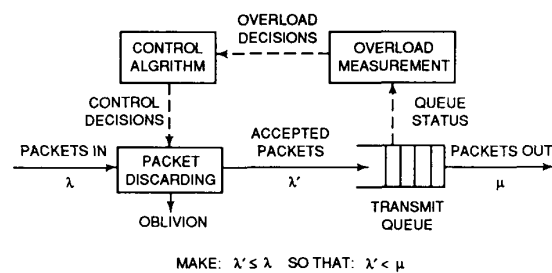 OVERLOAD
DECISIONS
CONTROL
ALGORITHM
OVERLOAD
MEASUREMENT
CONTROL
DECISIONS
QUEUE
STATUS
PACKETS IN
λ
PACKET
DISCARDING
ACCEPTED
PACKETS
λ'
PACKETS OUT
μ
OBLIVION
TRANSMIT
QUEUE
MAKE: λ' ≤ λ SO THAT: λ' < μ